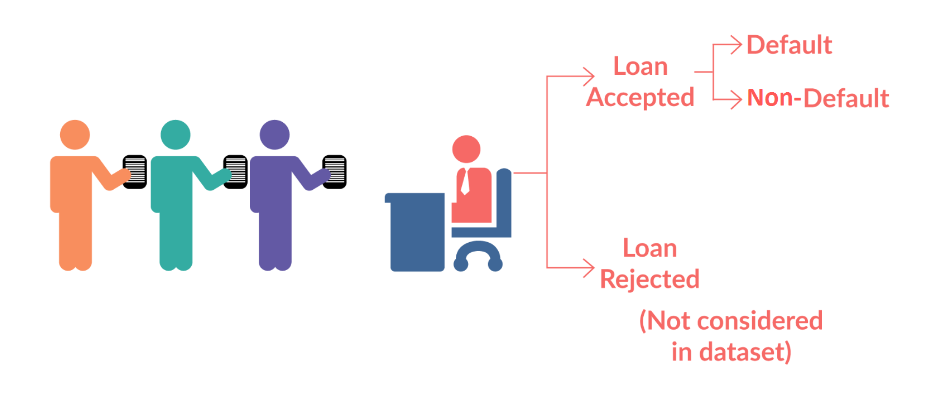 Loan
Accepted
Default
Non-Default
Loan
Rejected
(Not considered
in dataset)